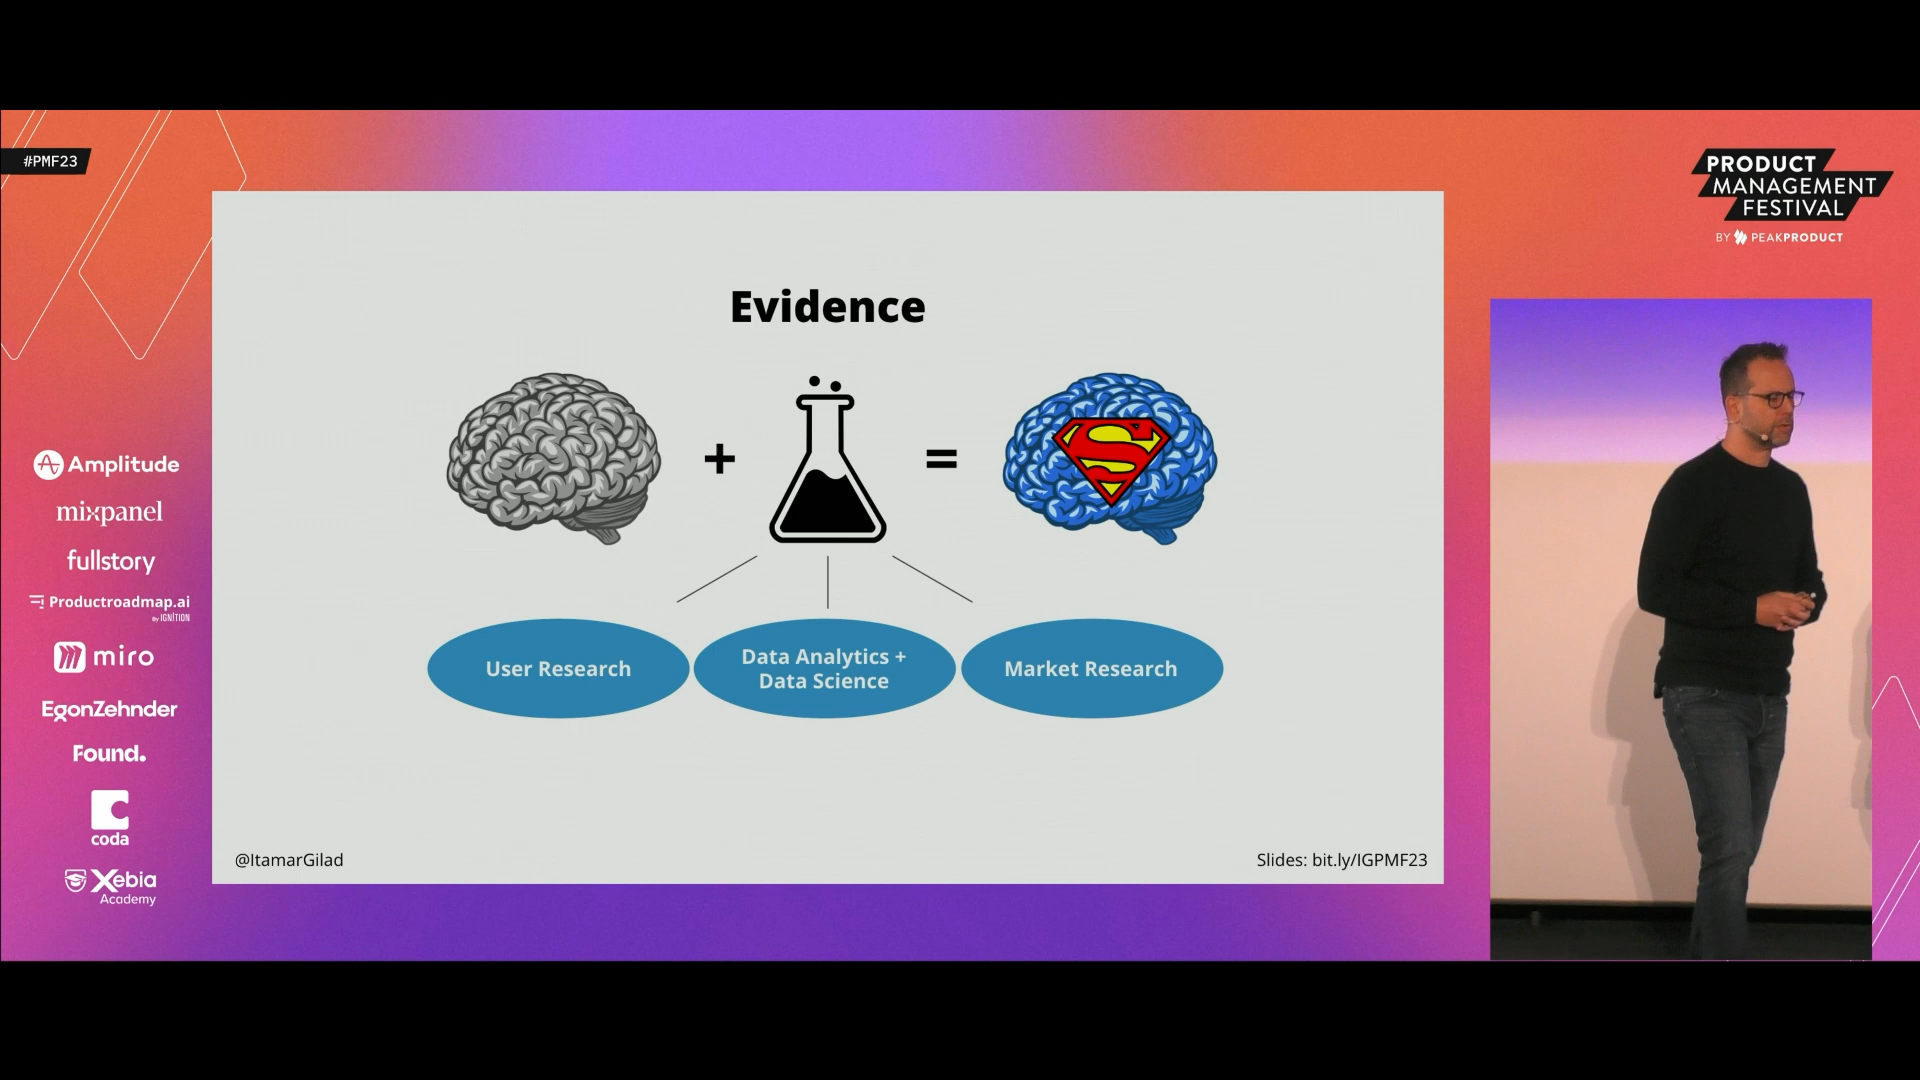 #PMF23
PRODUCT
MANAGEMENT
FESTIVAL
BY PEAKPRODUCT
Evidence
+
=
User Research
Data Analytics +
Data Science
Market Research
@ItamarGilad
Slides: bit.ly/IGPMF23
Amplitude
mixpanel
fullstory
Productroadmap.ai
by IGNITION
miro
EgonZehnder
Found.
coda
Xebia
Academy